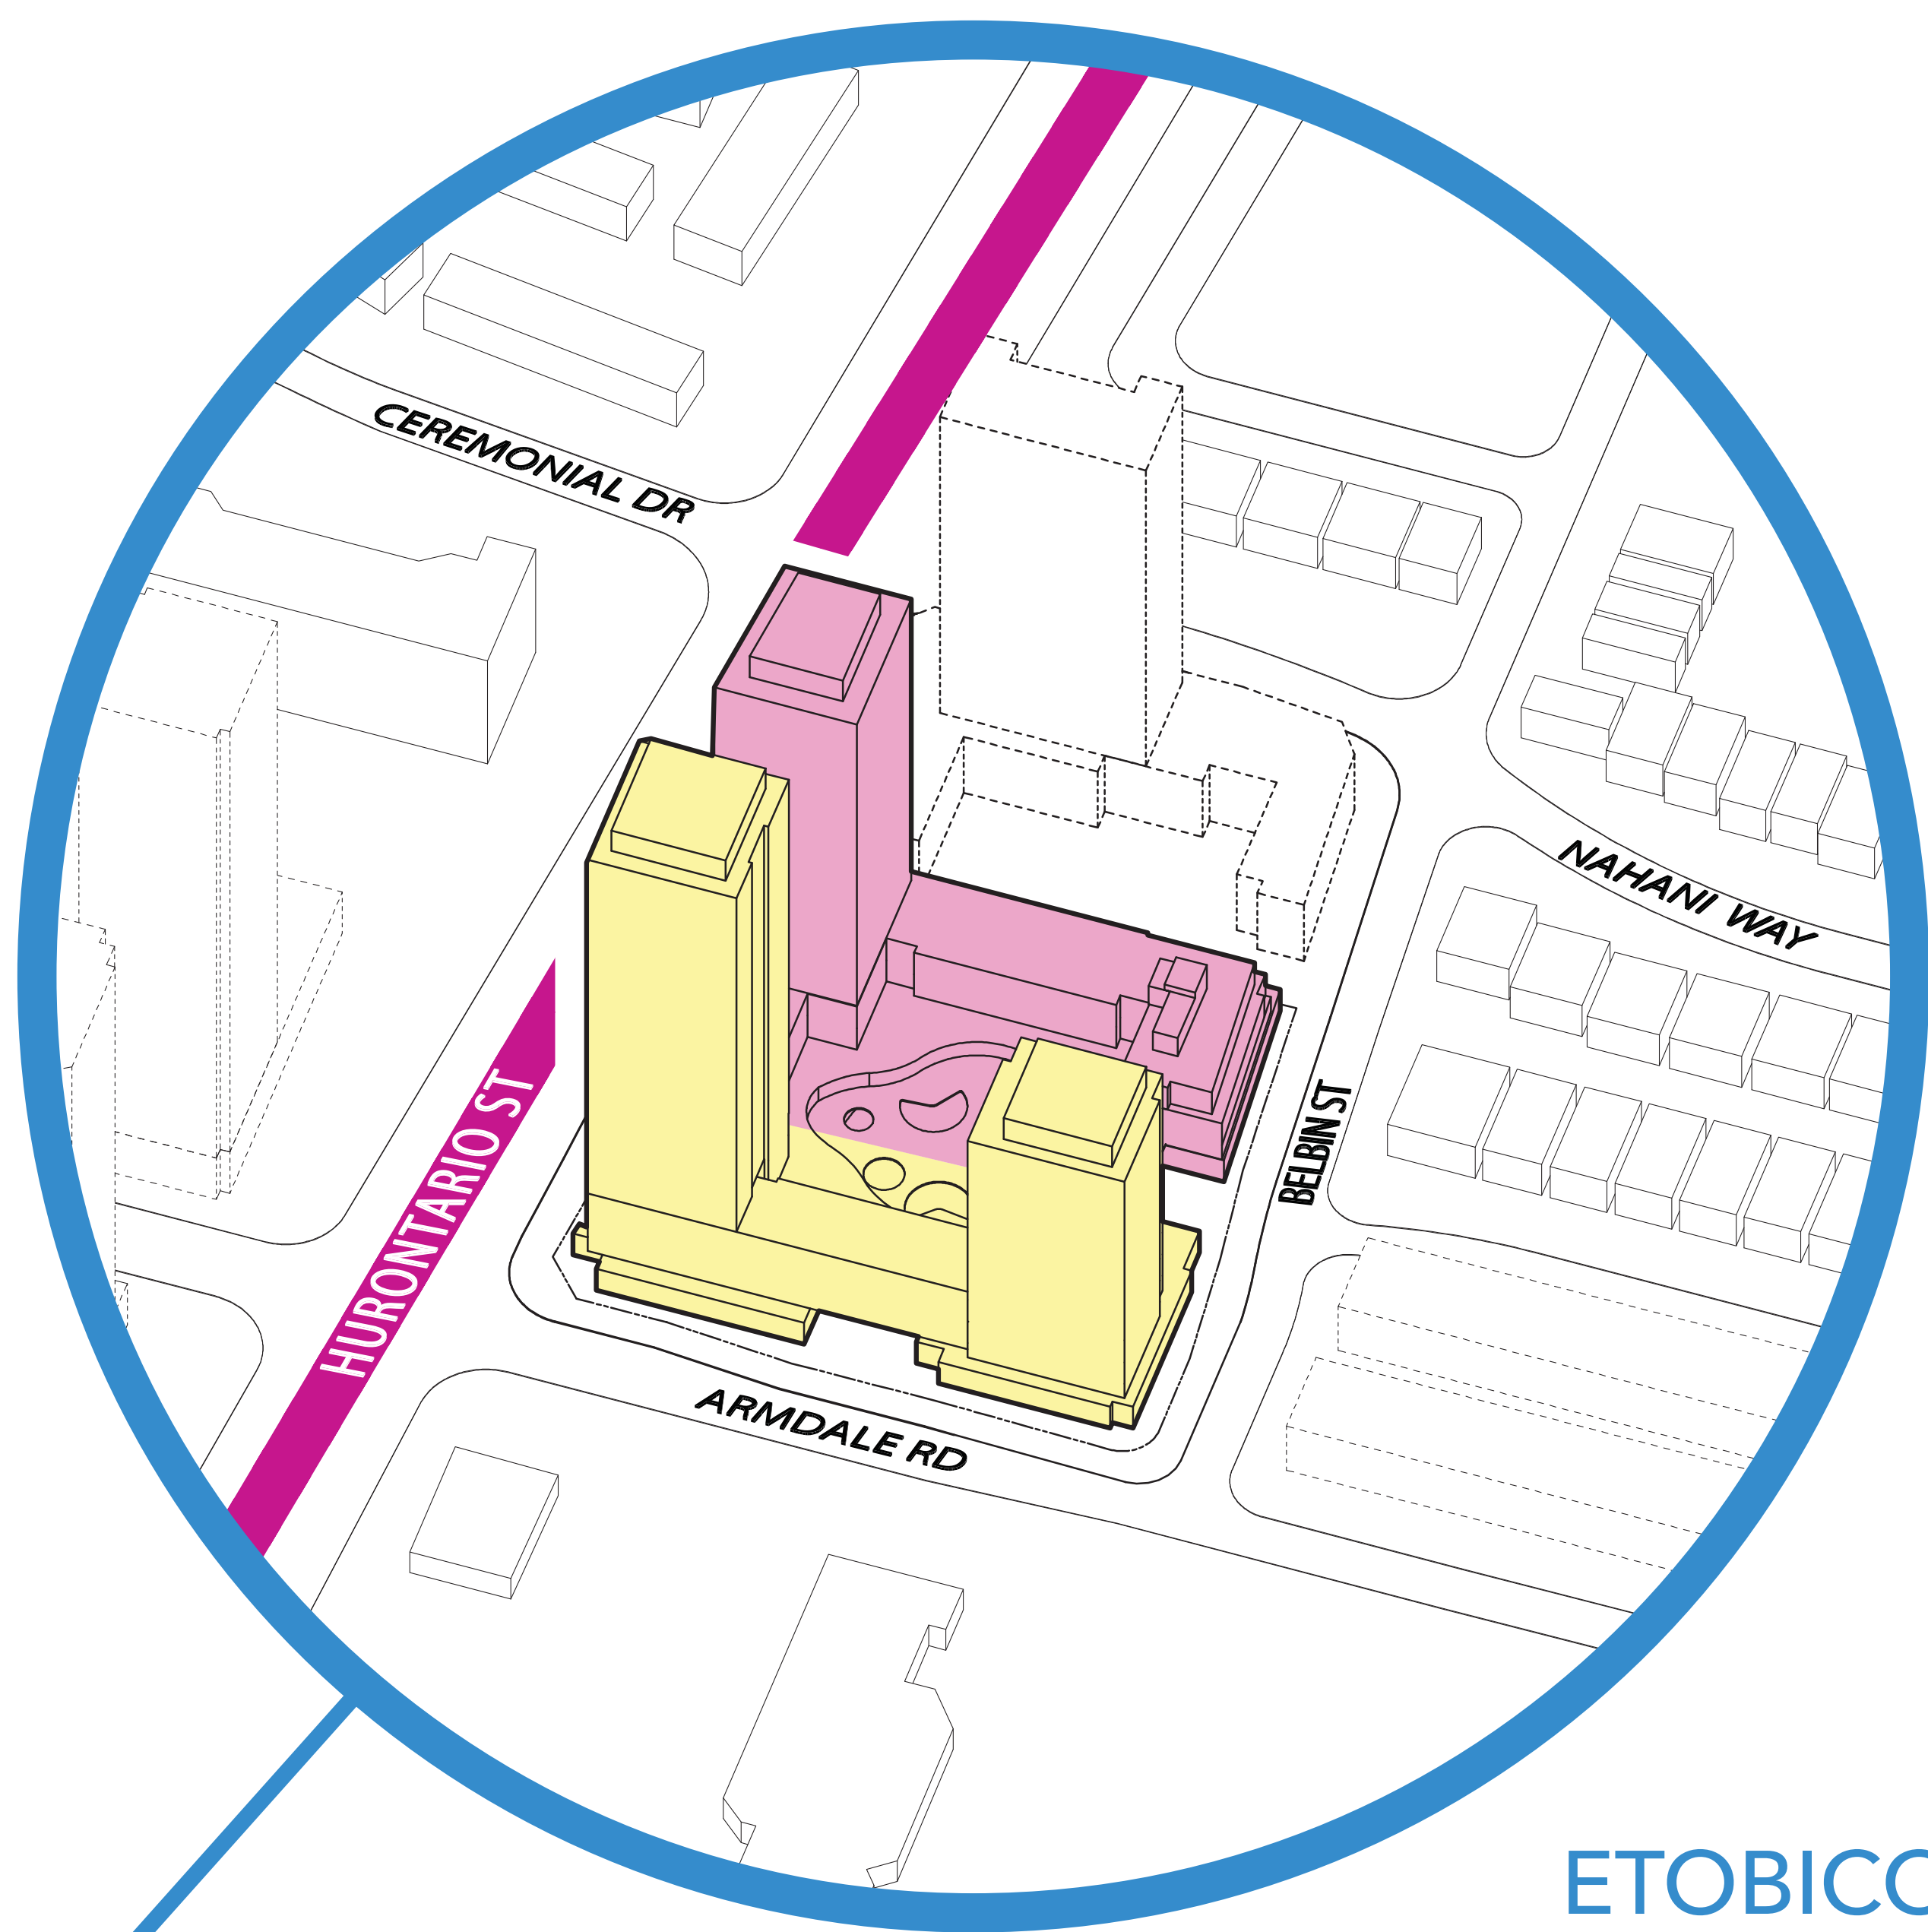 CEREMONIAL DR
NAHANI WAY
HURONTARIO ST
BELBIN ST
ARMDALE RD
ETOBICO